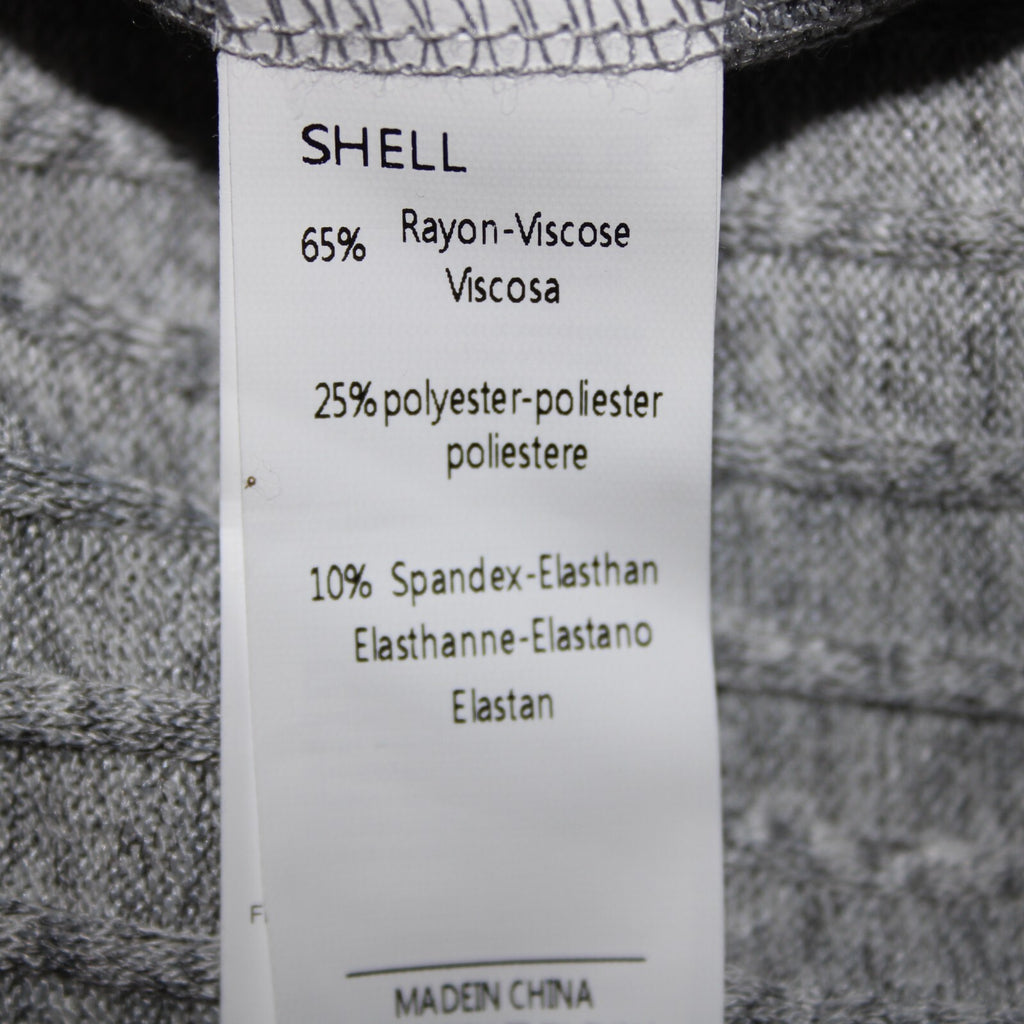 SHELL
65% Rayon-Viscose
Viscosa
25% polyester-poliester
poliestere
10% Spandex-Elasthan
Elasthanne-Elastano
Elastan
MADEIN CHINA